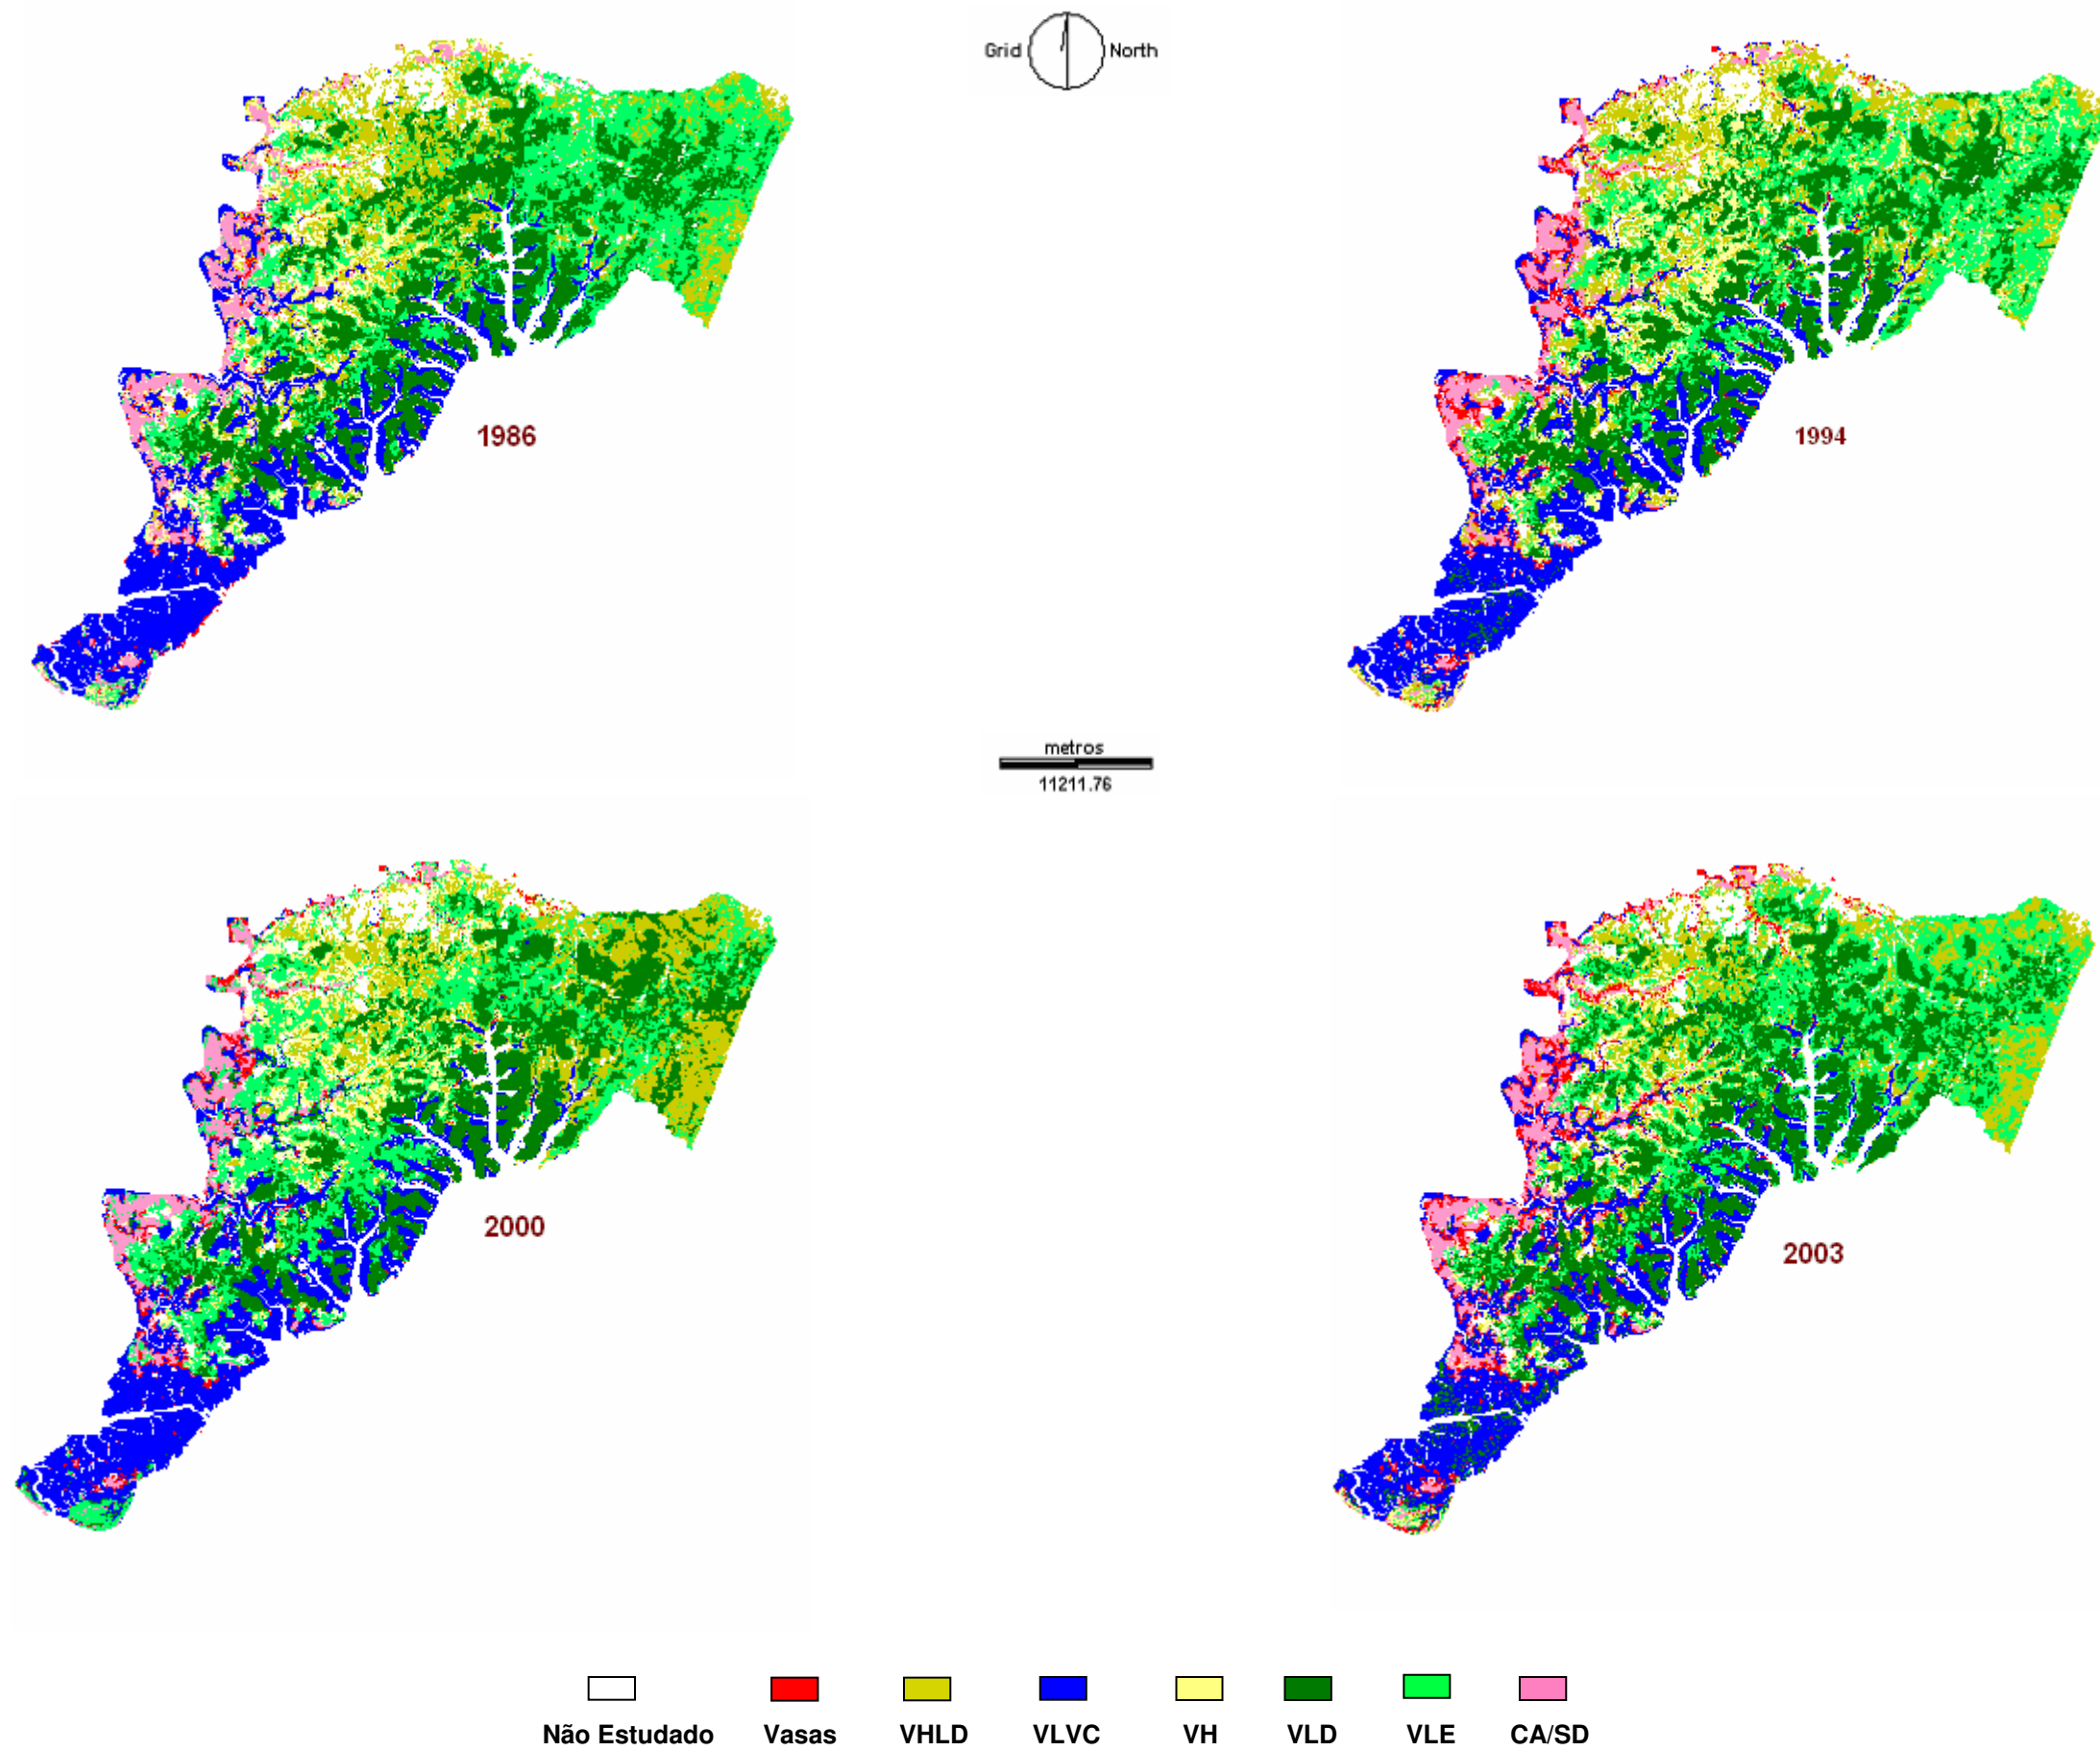 Grid North
1986
1994
metros
11211.76
2000
2003
Não Estudado Vasas VHLD VLVC VH VLD VLE CA/SD